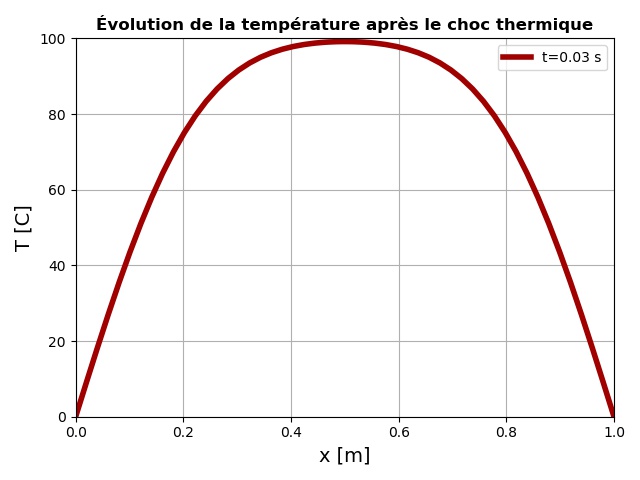 Évolution de la température après le choc thermique
t=0.03 s
100
80
60
40
20
0
T [C]
0.0 0.2 0.4 0.6 0.8 1.0
x [m]